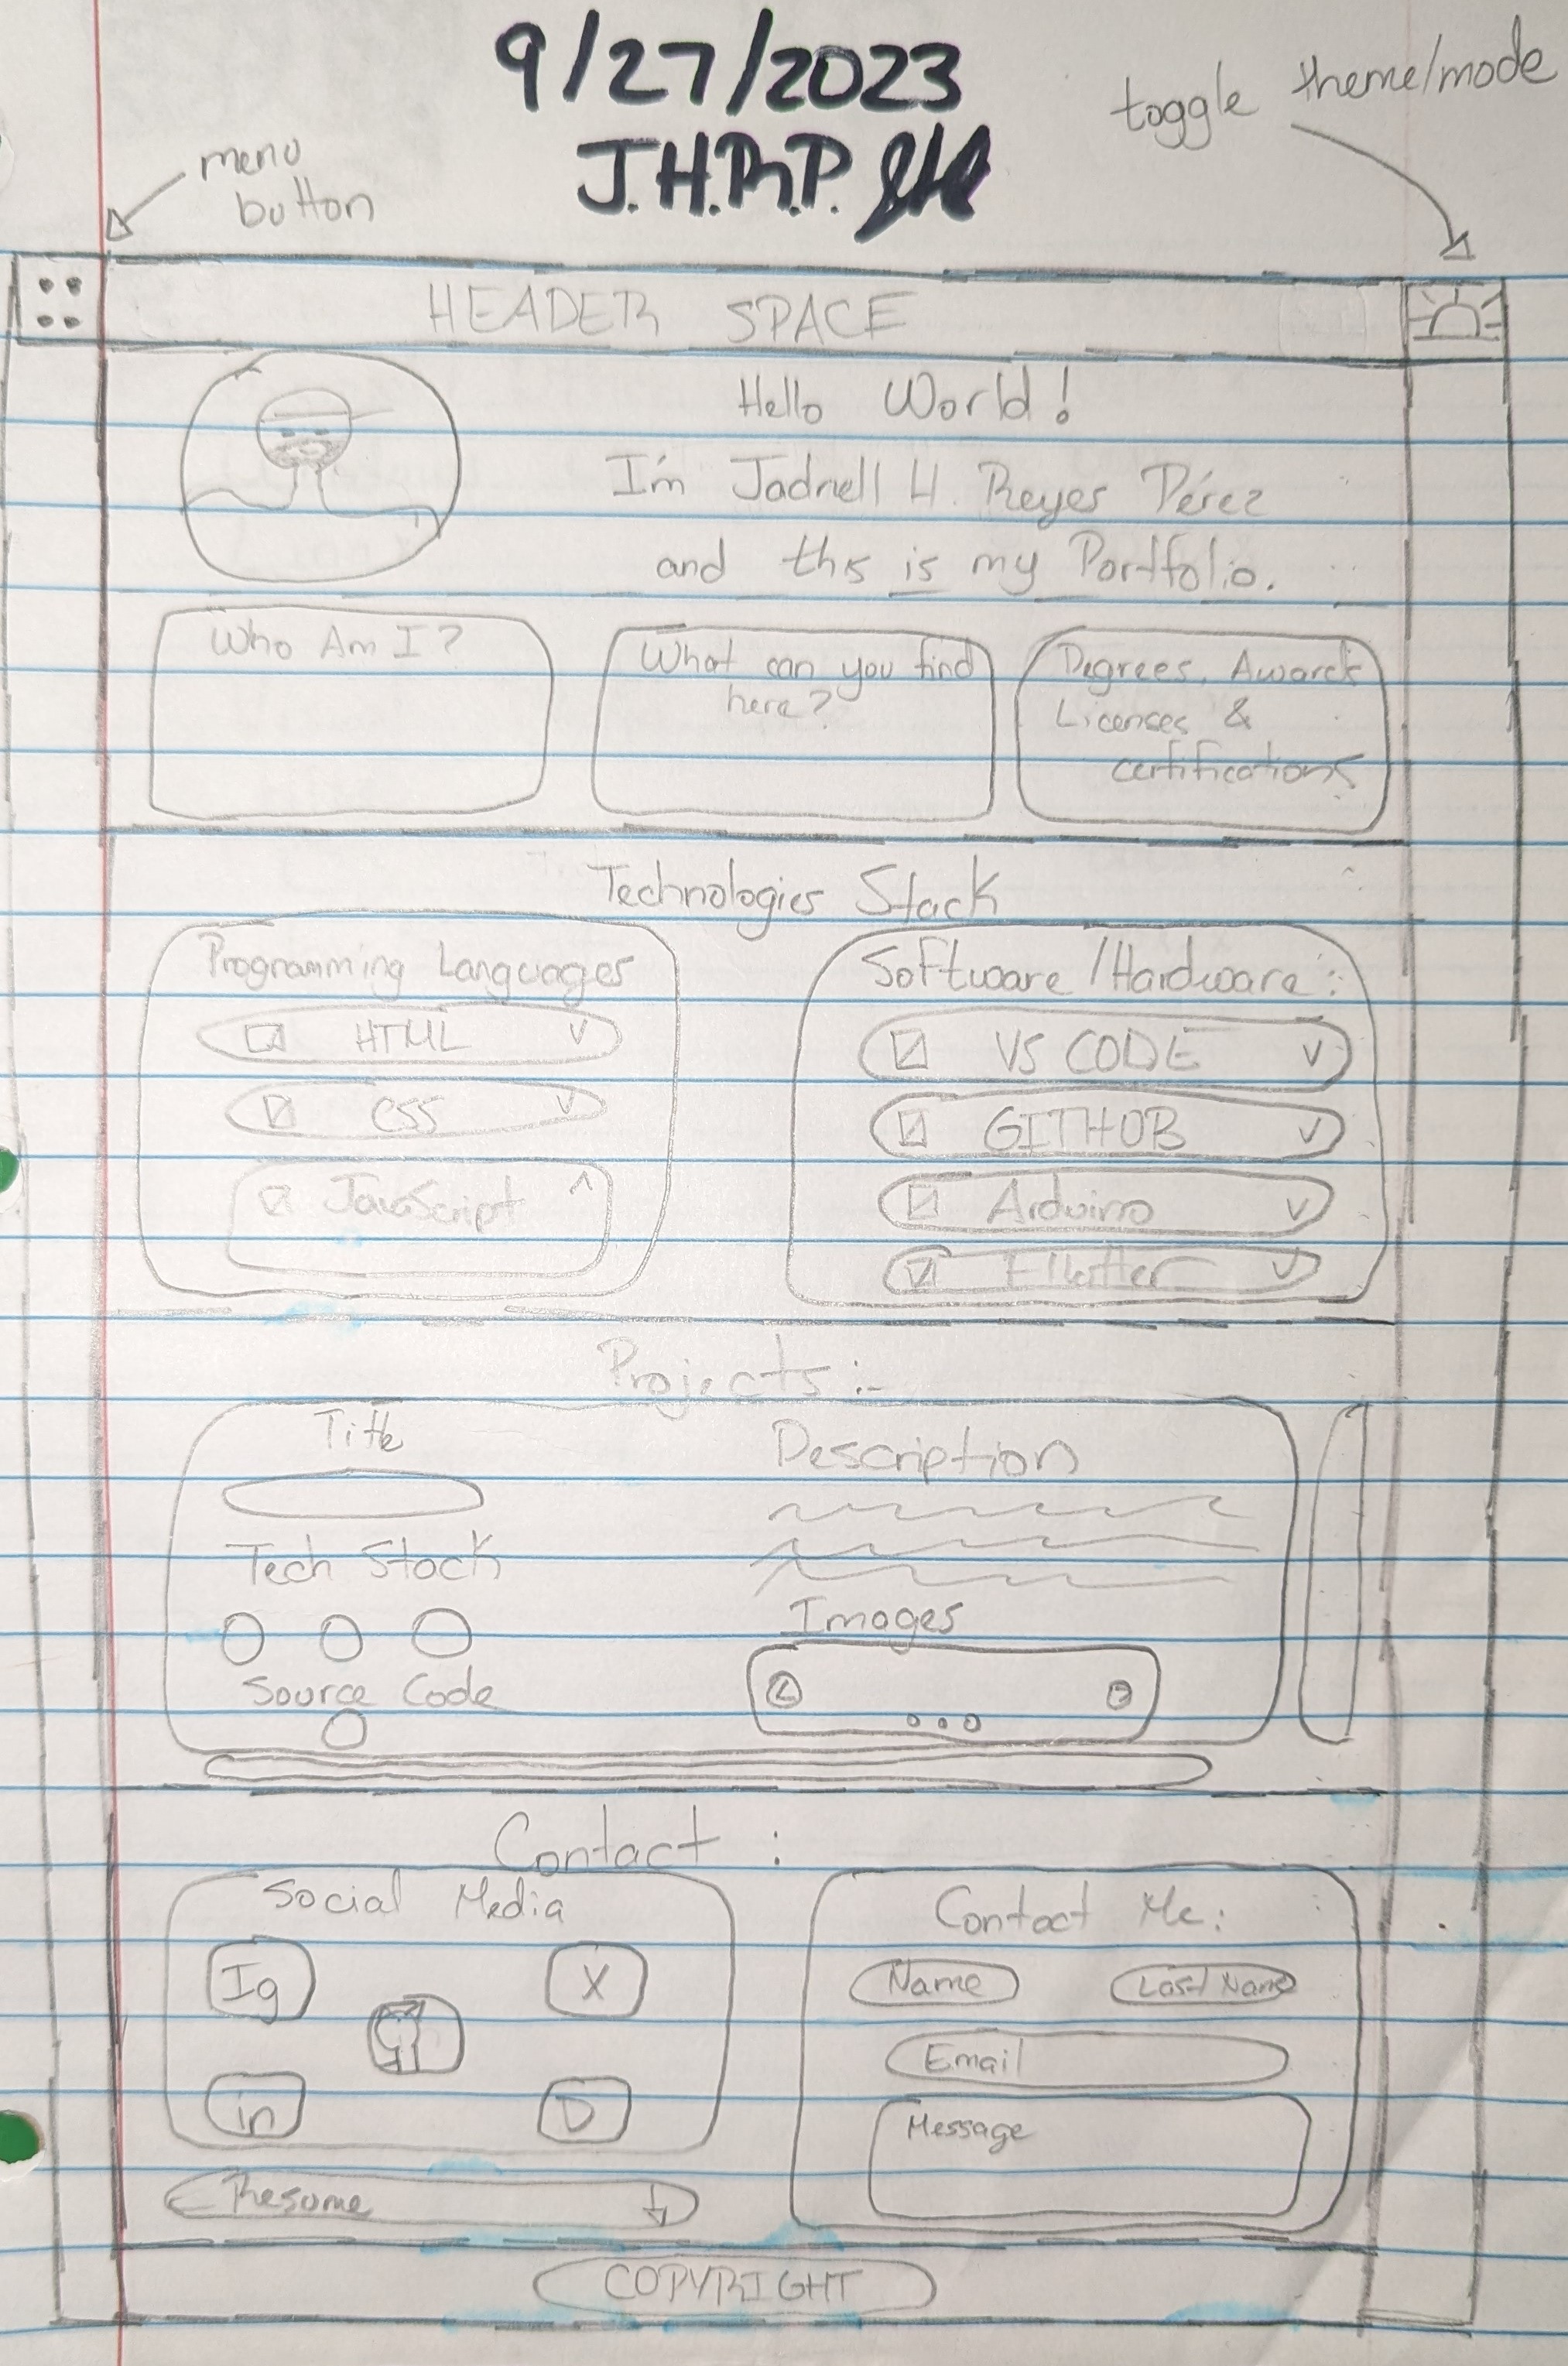 9/27/2023
toggle theme/mode
J.H.R.P.
menu
button
HEADER SPACE
Hello World!
I'm Jadnell H. Reyes Pérez
and this is my Portfolio.
Who Am I?
What can you find
here?
Degrees, Awards
Licenses &
certifications
Technologies Stack
Programming Languages
HTML
CSS
JavaScript
Software/Hardware:
VS CODE
GITHUB
Arduino
Flutter
Projects:-
Title
Tech Stack
Source Code
Description
Images
Contact :
Social Media
Ig
X
in
D
Resume
Contact Me:
Name
Last Name
Email
Message
COPYRIGHT